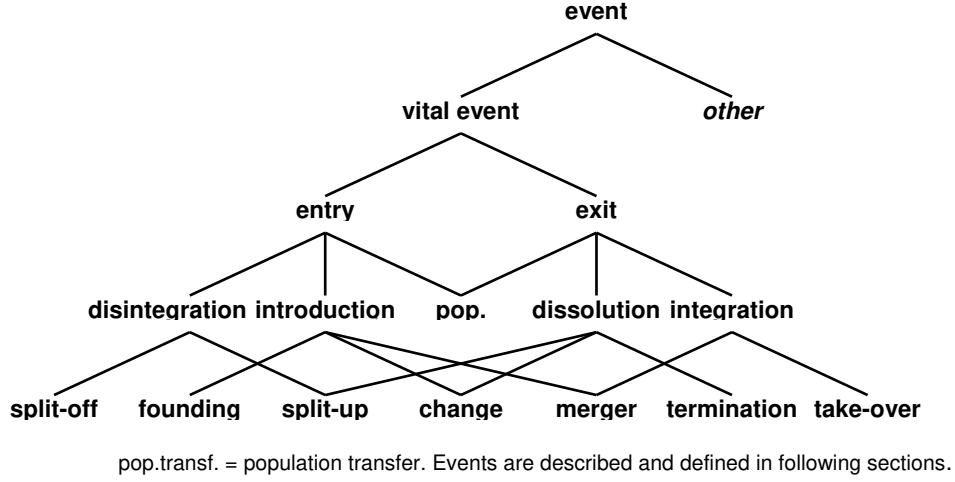 event
vital event other
entry exit
disintegration introduction pop. dissolution integration
split-off founding split-up change merger termination take-over
pop.transf. = population transfer. Events are described and defined in following sections.